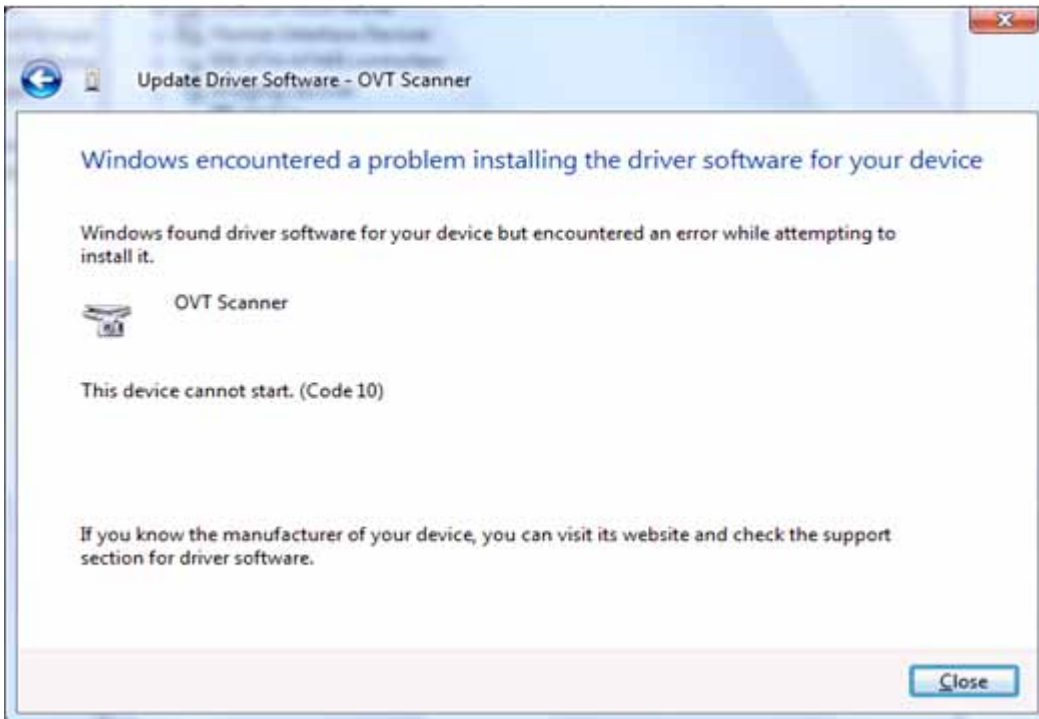 Update Driver Software - OVT Scanner
Windows encountered a problem installing the driver software for your device
Windows found driver software for your device but encountered an error while attempting to
install it.
OVT Scanner
This device cannot start. (Code 10)
If you know the manufacturer of your device, you can visit its website and check the support
section for driver software.
Close